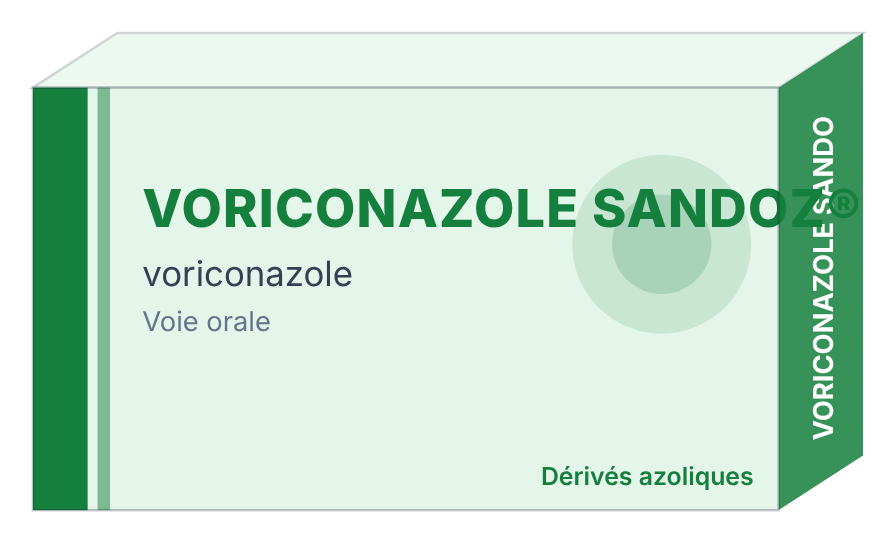 VORICONAZOLE SANDOZ®
voriconazole
Voie orale
Dérivés azoliques
VORICONAZOLE SANDO